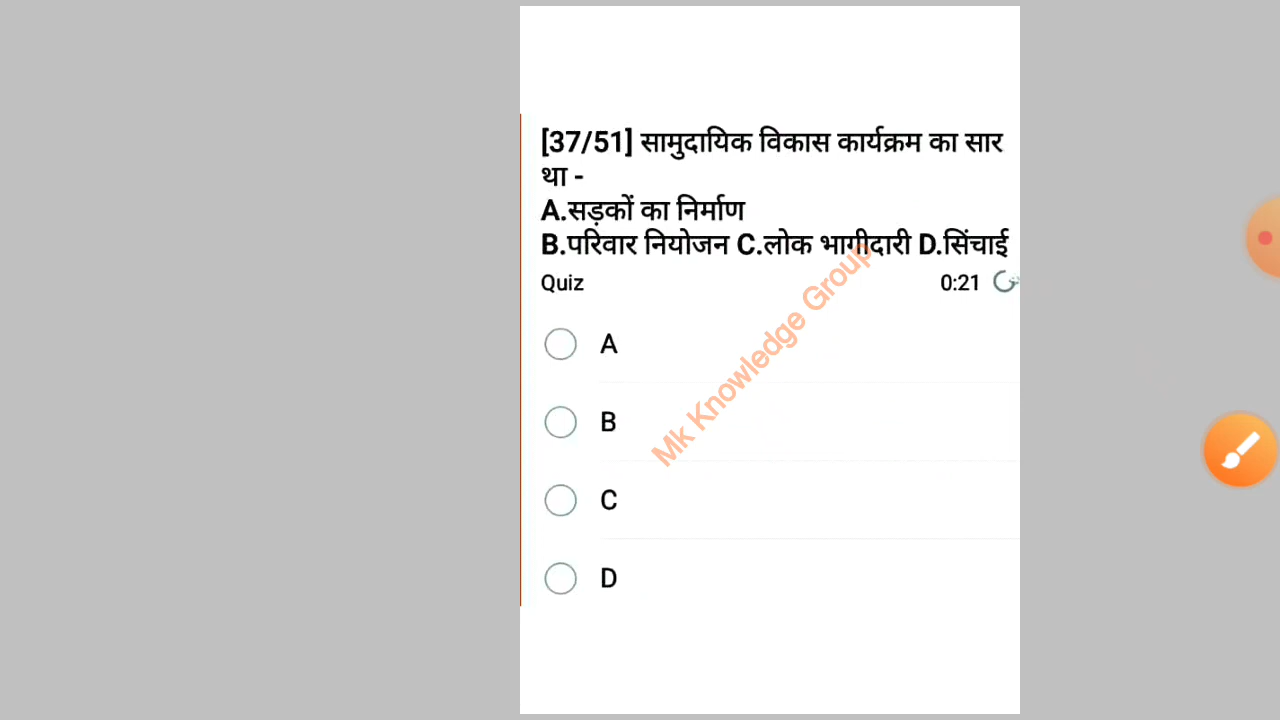 [37/51] सामुदायिक विकास कार्यक्रम का सार
था -
A.सड़कों का निर्माण
B.परिवार नियोजन C.लोक भागीदारी D.सिंचाई
Quiz 0:21
A
B
C
D
Mk Knowledge Group